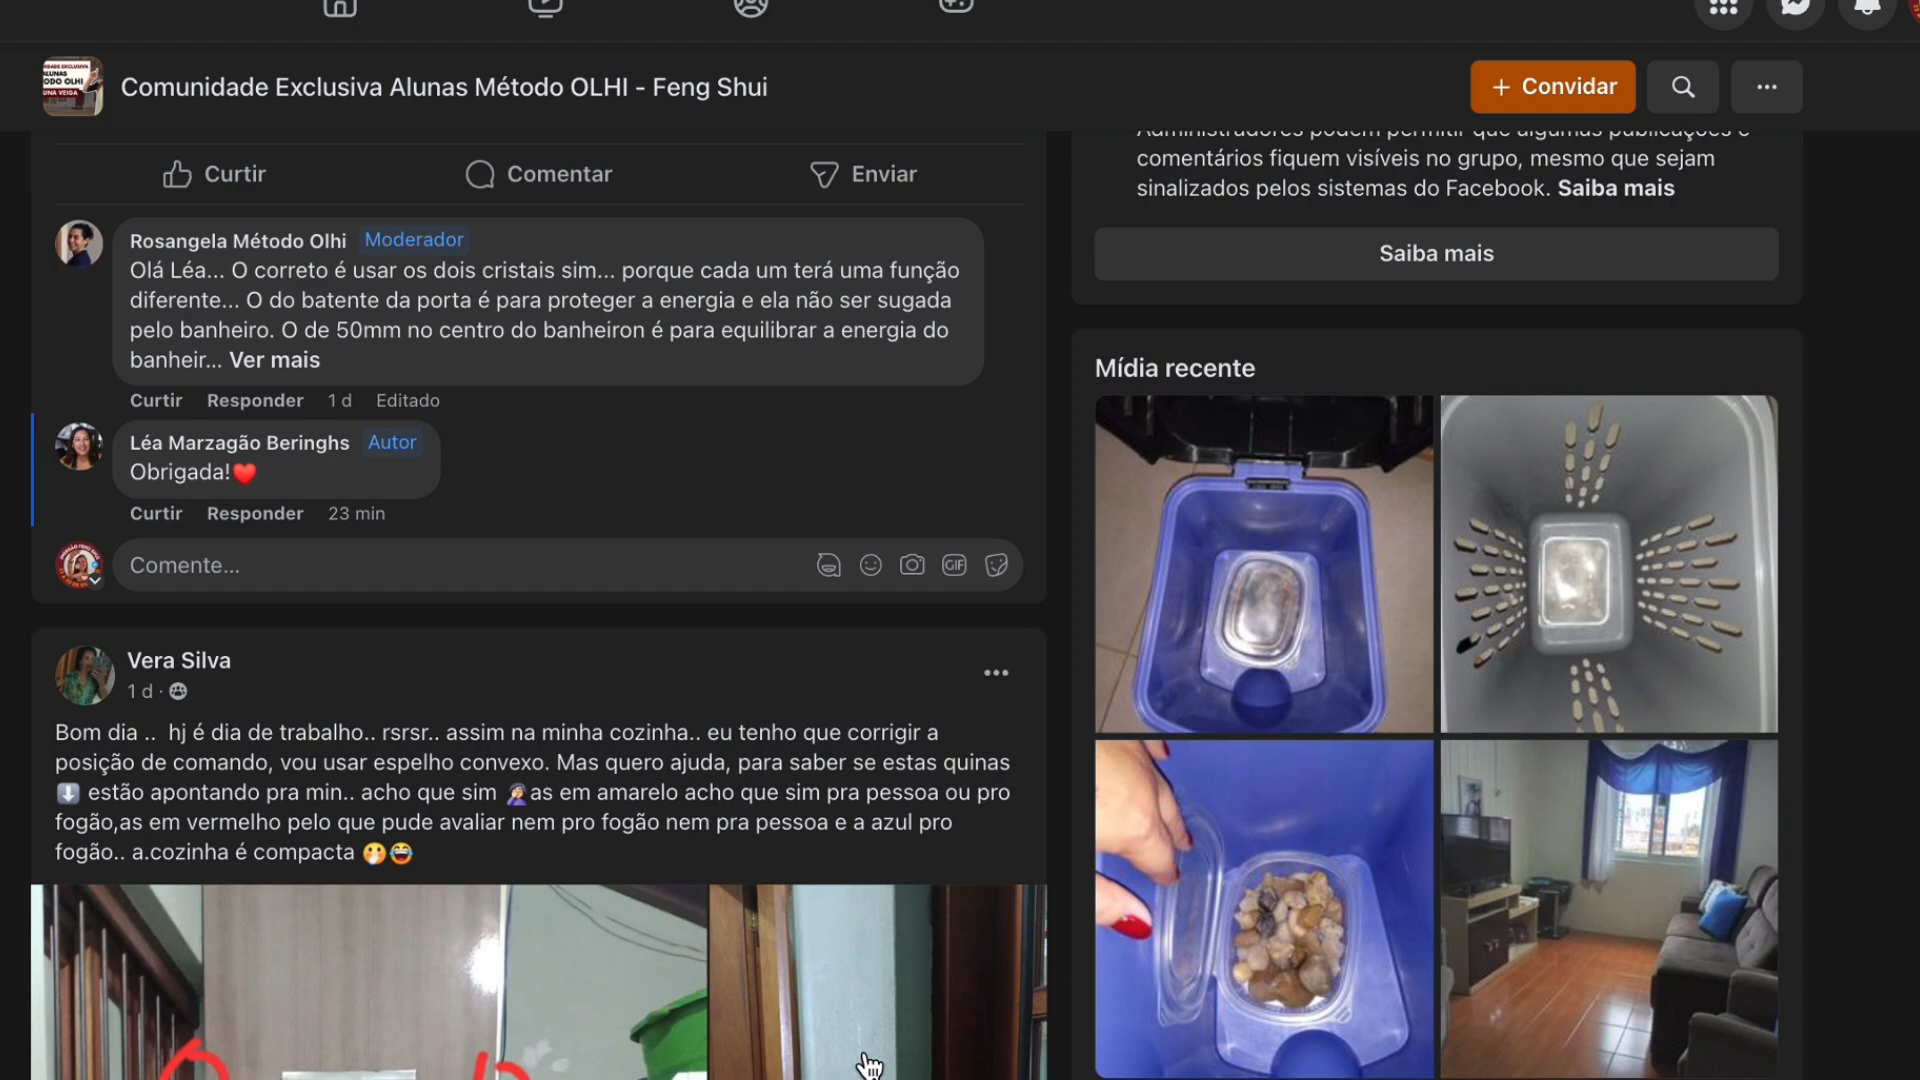 Comunidade Exclusiva Alunas Método OLHI - Feng Shui
+ Convidar
Curtir
Comentar
Enviar
Rosangela Método Olhi Moderador
Olá Léa... O correto é usar os dois cristais sim... porque cada um terá uma função
diferente... O do batente da porta é para proteger a energia e ela não ser sugada
pelo banheiro. O de 50mm no centro do banheiron é para equilibrar a energia do
banheir... Ver mais
Curtir Responder 1 d Editado
Léa Marzagão Beringhs Autor
Obrigada!❤️
Curtir Responder 23 min
Comente...
GIF
Vera Silva
1 d ·
Bom dia .. hj é dia de trabalho.. rsrsr.. assim na minha cozinha.. eu tenho que corrigir a
posição de comando, vou usar espelho convexo. Mas quero ajuda, para saber se estas quinas
⬇️ estão apontando pra min.. acho que sim 🤦🏻‍♀️as em amarelo acho que sim pra pessoa ou pro
fogão,as em vermelho pelo que pude avaliar nem pro fogão nem pra pessoa e a azul pro
fogão.. a.cozinha é compacta 🤭😂
Administradores podem permitir que algumas publicações e
comentários fiquem visíveis no grupo, mesmo que sejam
sinalizados pelos sistemas do Facebook. Saiba mais
Saiba mais
Mídia recente